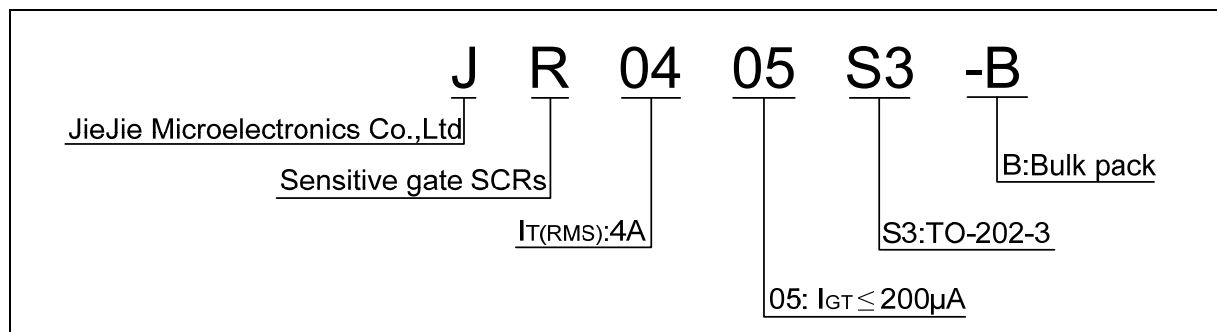 J R 04 05 S3 -B
JieJie Microelectronics Co.,Ltd
B:Bulk pack
Sensitive gate SCRs
IT(RMS):4A
S3:TO-202-3
05: IGT ≤ 200μA